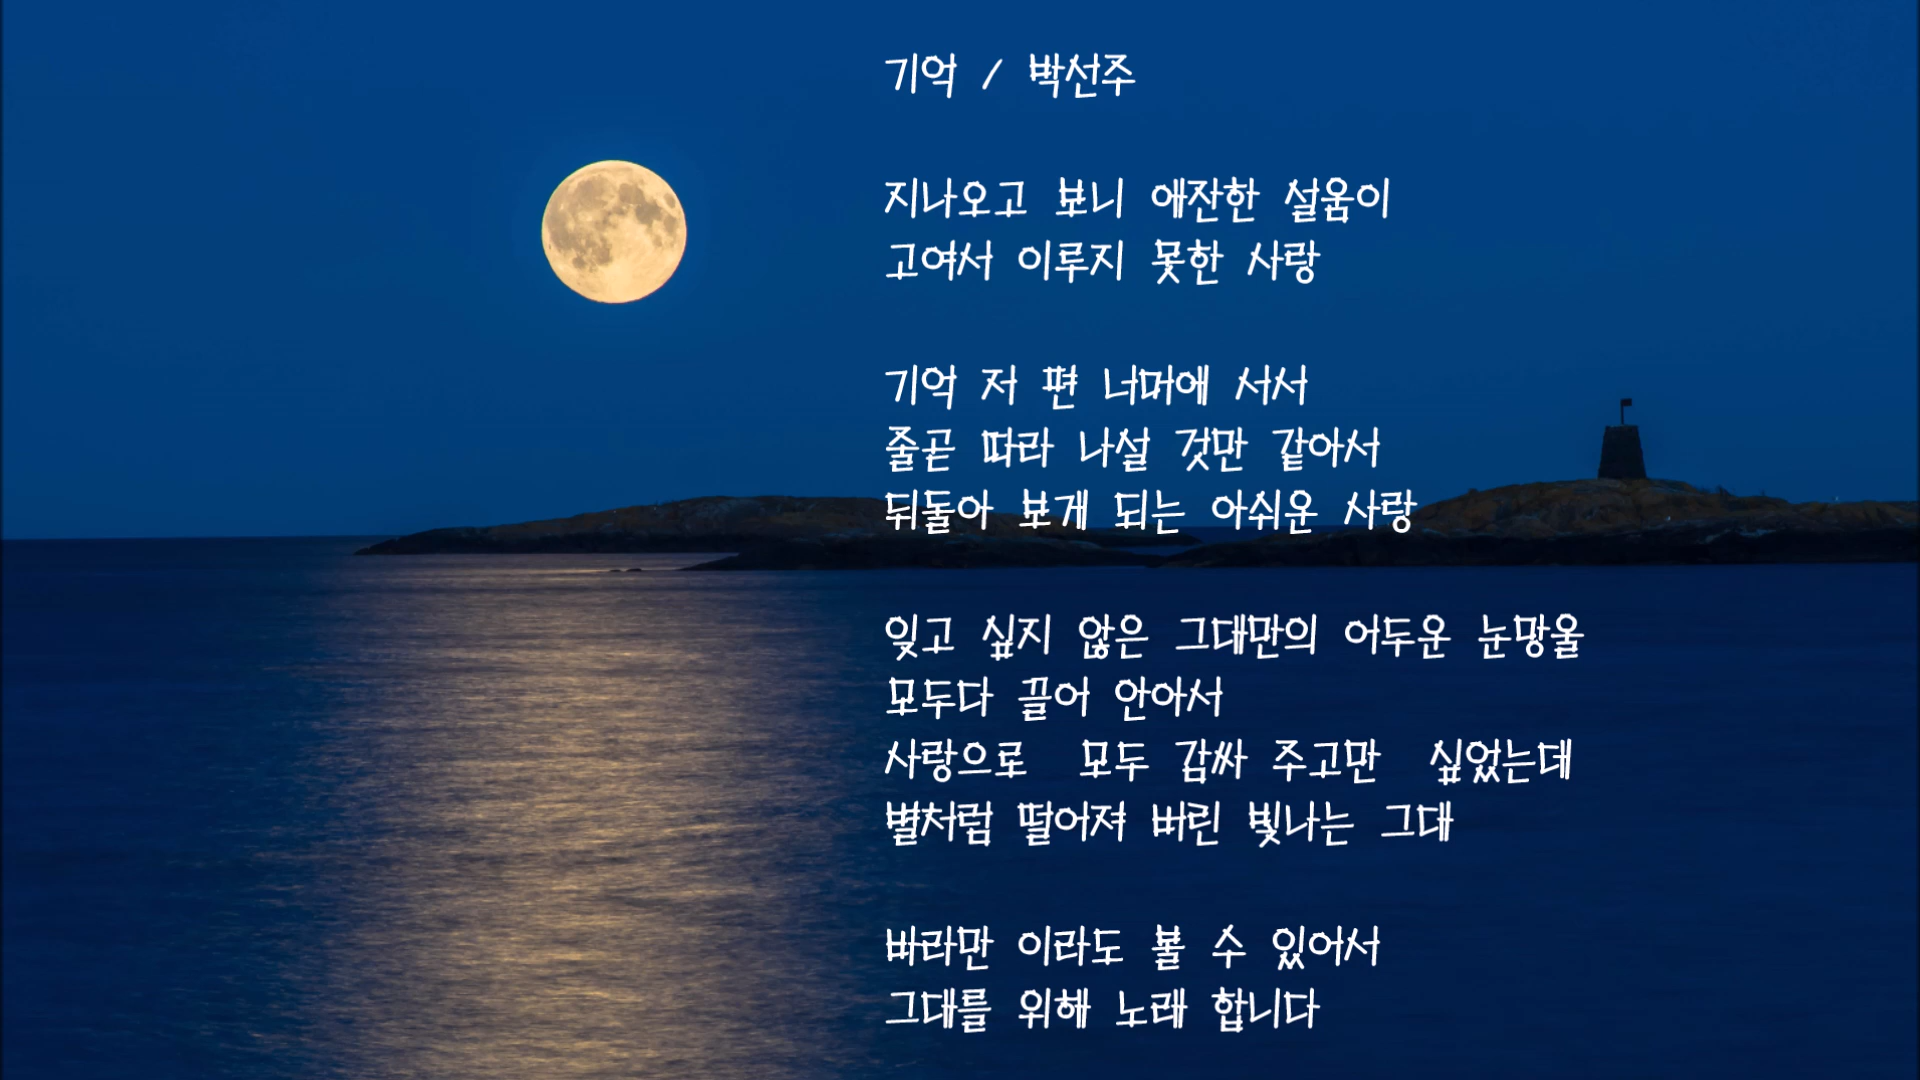 기억 / 박선주
지나오고 보니 애잔한 설움이
고여서 이루지 못한 사랑
기억 저 편 너머에 서서
줄곧 따라 나설 것만 같아서
뒤돌아 보게 되는 아쉬운 사랑
잊고 싶지 않은 그대만의 어두운 눈망울
모두다 끌어 안아서
사랑으로 모두 감싸 주고만 싶었는데
별처럼 떨어져 버린 빛나는 그대
바라만 이라도 볼 수 있어서
그대를 위해 노래 합니다